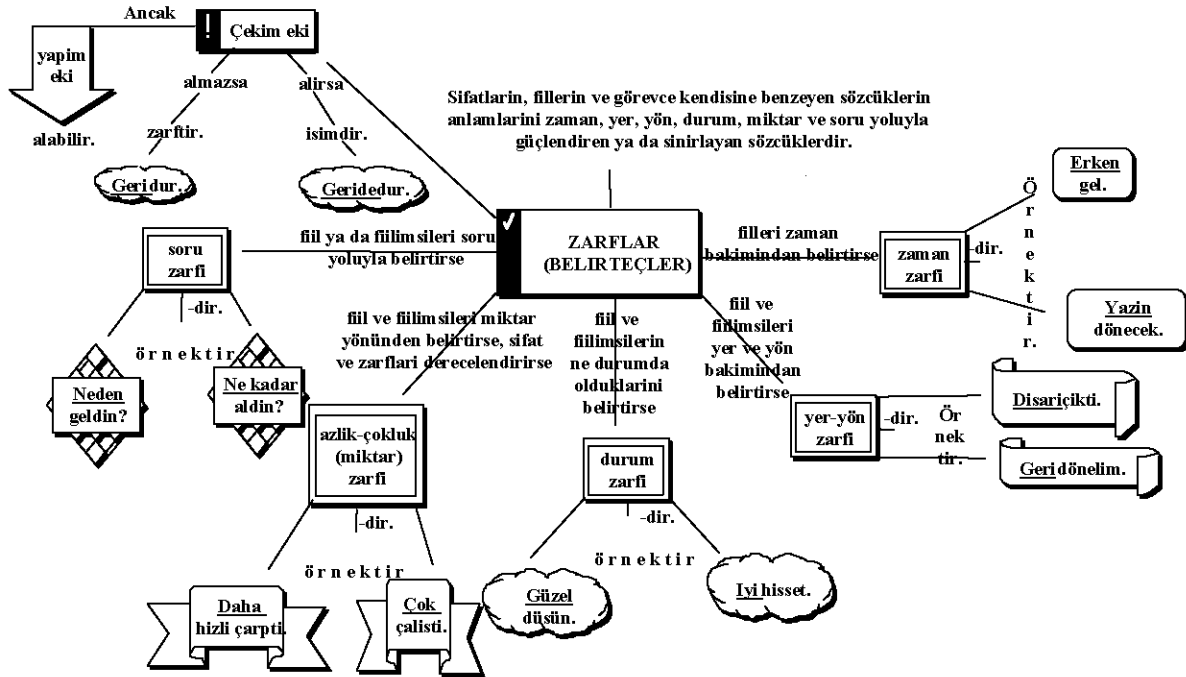 Ancak
Çekim eki
yapim
eki
alabilir.
almazsa
alirsa
zarftir.
isimdir.
Geri dur.
Geride dur.
Sifatlarin, fillerin ve görevce kendisine benzeyen sözcüklerin
anlamlarini zaman, yer, yön, durum, miktar ve soru yoluyla
güçlendiren ya da sinirlayan sözcüklerdir.
ZARFLAR
(BELIRTEÇLER)
fiil ya da fiilimsileri soru
yoluyla belirtirse
soru
zarfi
-dir.
örnektir
Neden
geldin?
Ne kadar
aldin?
fiil ve fiilimsileri miktar
yönünden belirtirse, sifat
ve zarflari derecelendirirse
azlik-çokluk
(miktar)
zarfi
-dir.
örnektir
Daha
hizli çarpti.
Çok
çalisti.
fiil ve
fiilimsilerin
ne durumda
olduklarini
belirtirse
durum
zarfi
-dir.
örnektir
Güzel
düsün.
Iyi hisset.
fiil ve
fiilimsileri
yer ve yön
bakimindan
belirtirse
yer-yön
zarfi
-dir.
Ör
nek
tir.
Disari çikti.
Geri dönelim.
filleri zaman
bakimindan belirtirse
zaman
zarfi
-dir.
Örnektir.
Erken
gel.
Yazin
dönecek.